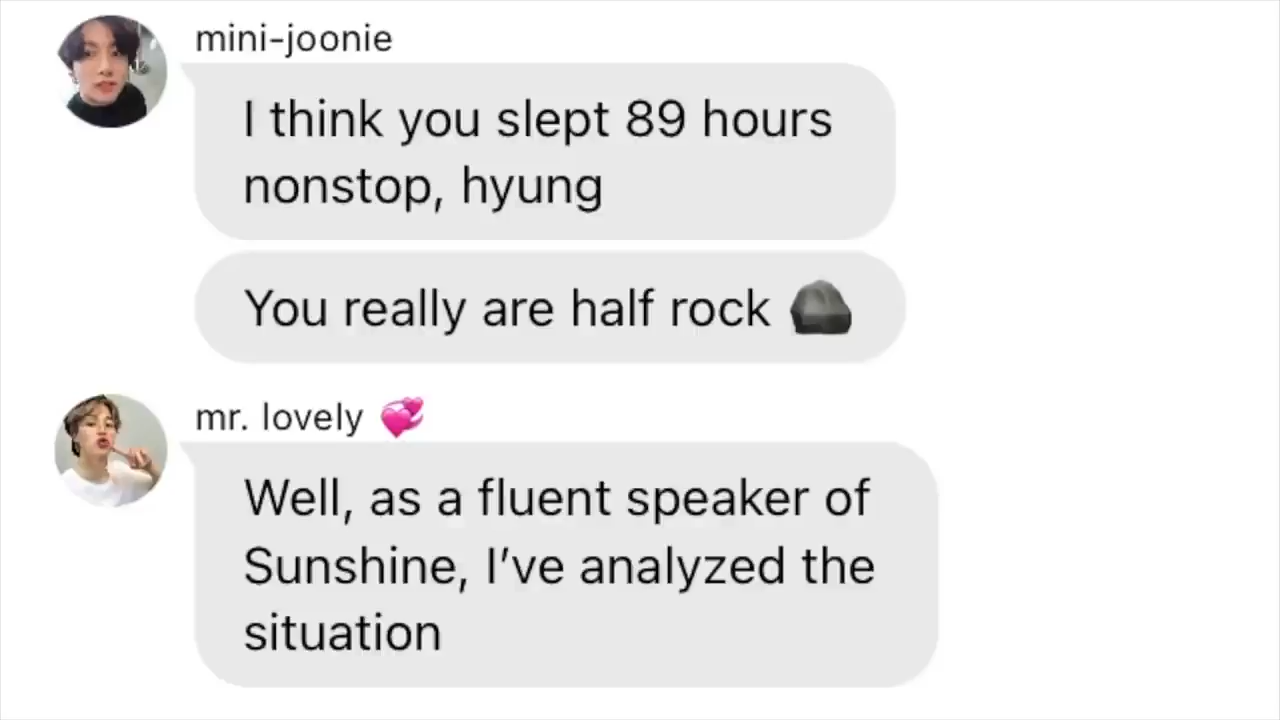 mini-joonie
I think you slept 89 hours
nonstop, hyung
You really are half rock 🪨
mr. lovely 💞
Well, as a fluent speaker of
Sunshine, I’ve analyzed the
situation